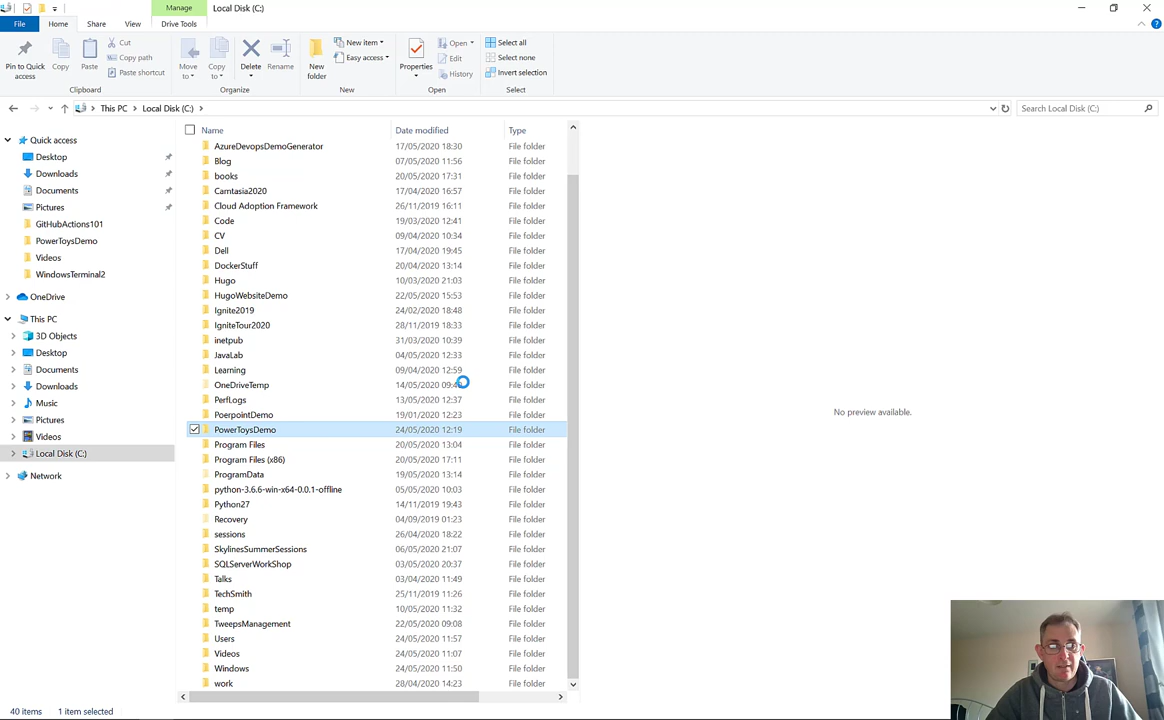 Manage
Local Disk (C:)
File
Home
Share
View
Drive Tools
Pin to Quick
access
Copy
Paste
Cut
Copy path
Paste shortcut
Clipboard
Move
to
Copy
to
Delete
Rename
Organize
New
folder
New item
Easy access
New
Properties
Open
Edit
History
Open
Select all
Select none
Invert selection
Select
This PC
Local Disk (C:)
Search Local Disk (C:)
Quick access
Desktop
Downloads
Documents
Pictures
GitHubActions101
PowerToysDemo
Videos
WindowsTerminal2
OneDrive
This PC
3D Objects
Desktop
Documents
Downloads
Music
Pictures
Videos
Local Disk (C:)
Network
Name Date modified Type
AzureDevopsDemoGenerator 17/05/2020 18:30 File folder
Blog 07/05/2020 11:56 File folder
books 20/05/2020 17:31 File folder
Camtasia2020 17/04/2020 16:57 File folder
Cloud Adoption Framework 26/11/2019 16:11 File folder
Code 19/03/2020 12:41 File folder
CV 09/04/2020 10:34 File folder
Dell 17/04/2020 19:45 File folder
DockerStuff 20/04/2020 13:14 File folder
Hugo 10/03/2020 21:03 File folder
HugoWebsiteDemo 22/05/2020 15:53 File folder
Ignite2019 24/02/2020 18:48 File folder
IgniteTour2020 28/11/2019 18:33 File folder
inetpub 31/03/2020 10:39 File folder
JavaLab 04/05/2020 12:33 File folder
Learning 09/04/2020 12:59 File folder
OneDriveTemp 14/05/2020 File folder
PerfLogs 13/05/2020 12:37 File folder
PoerpointDemo 19/01/2020 12:23 File folder
PowerToysDemo 24/05/2020 12:19 File folder
Program Files 20/05/2020 13:04 File folder
Program Files (x86) 20/05/2020 17:11 File folder
ProgramData 19/05/2020 13:14 File folder
python-3.6.6-win-x64-0.0.1-offline 05/05/2020 10:03 File folder
Python27 14/11/2019 19:43 File folder
Recovery 04/09/2019 01:23 File folder
sessions 26/04/2020 18:22 File folder
SkylinesSummerSessions 06/05/2020 21:07 File folder
SQLServerWorkShop 03/05/2020 20:37 File folder
Talks 03/04/2020 11:49 File folder
TechSmith 25/11/2019 11:26 File folder
temp 10/05/2020 11:32 File folder
TweepsManagement 22/05/2020 09:08 File folder
Users 24/05/2020 11:57 File folder
Videos 24/05/2020 11:07 File folder
Windows 24/05/2020 11:50 File folder
work 28/04/2020 14:23 File folder
No preview available.
40 items 1 item selected